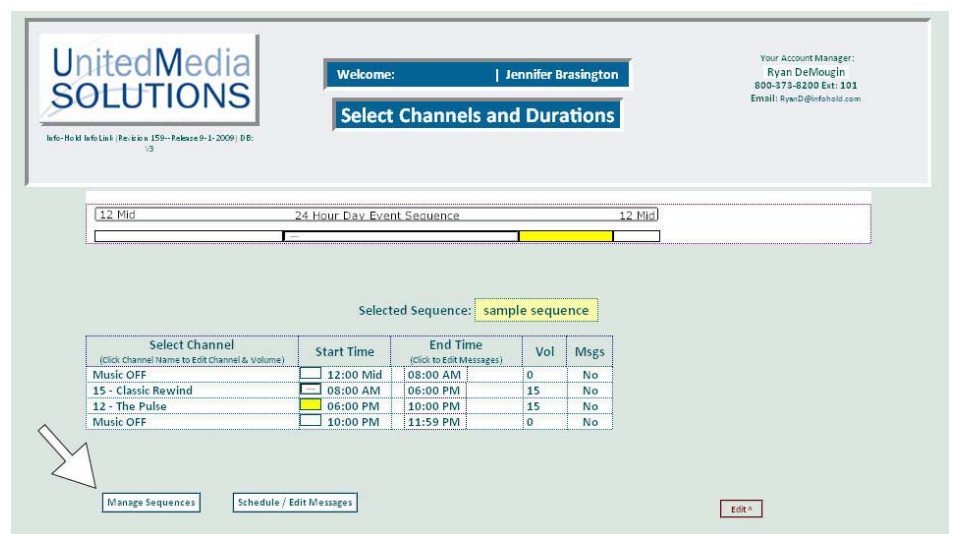 UnitedMedia
SOLUTIONS
Info-Hold InfoLink (Revision 159--Release 9-1-2009) DB:
V3
Welcome: | Jennifer Brasington
Select Channels and Durations
Your Account Manager:
Ryan DeMougin
800-373-8200 Ext: 101
Email: RyanD@infohold.com
12 Mid 24 Hour Day Event Sequence 12 Mid
Selected Sequence: sample sequence
Select Channel Start Time End Time Vol Msgs
(Click Channel Name to Edit Channel & Volume) (Click to Edit Messages)
Music OFF 12:00 Mid 08:00 AM 0 No
15 - Classic Rewind 08:00 AM 06:00 PM 15 No
12 - The Pulse 06:00 PM 10:00 PM 15 No
Music OFF 10:00 PM 11:59 PM 0 No
Manage Sequences Schedule / Edit Messages
Edit ^